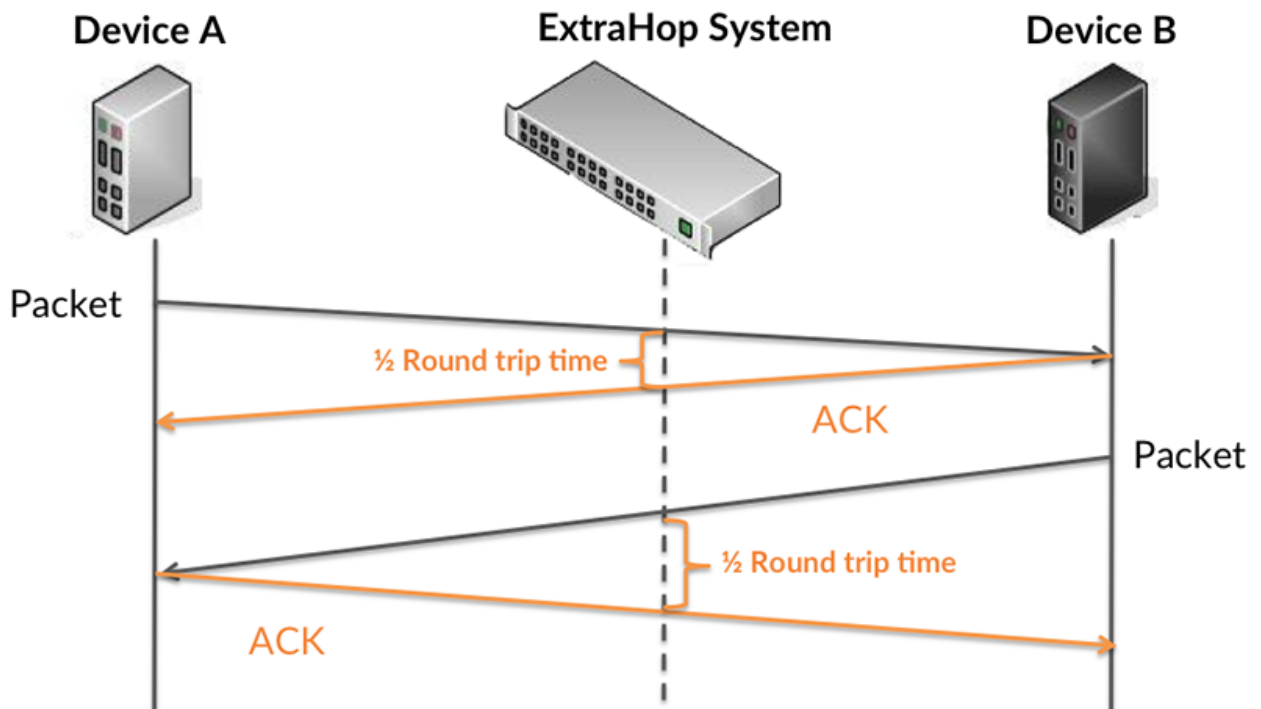 Device A
ExtraHop System
Device B
Packet
½ Round trip time
ACK
Packet
½ Round trip time
ACK